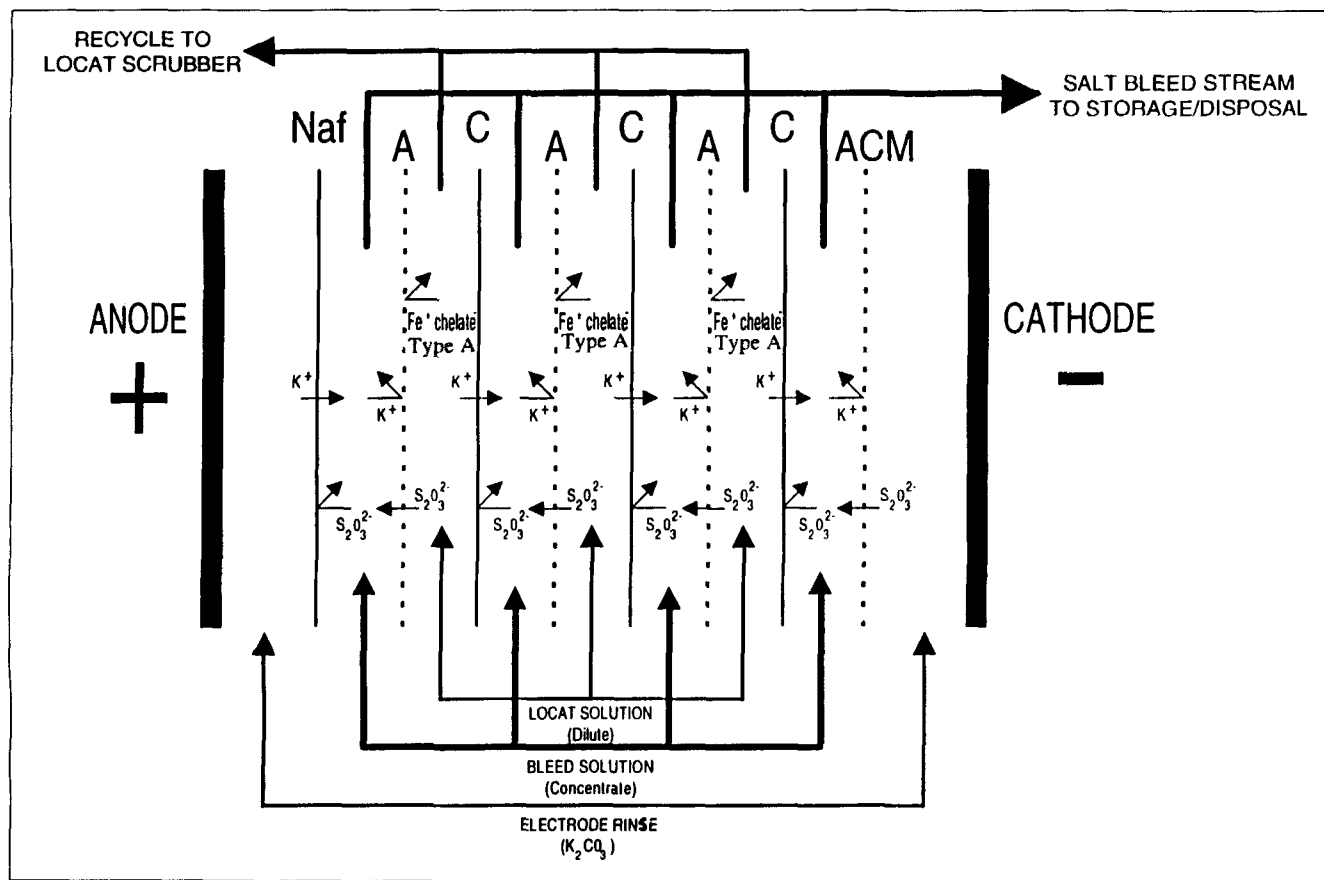 RECYCLE TO
LOCAT SCRUBBER
SALT BLEED STREAM
TO STORAGE/DISPOSAL
Naf
A
C
A
C
A
C
ACM
ANODE
+
CATHODE
-
Fe⁺ chelate⁻
Type A
Fe⁺ chelate⁻
Type A
Fe⁺ chelate⁻
Type A
K⁺
K⁺
K⁺
K⁺
K⁺
K⁺
K⁺
K⁺
S₂O₃²⁻
S₂O₃²⁻
S₂O₃²⁻
S₂O₃²⁻
S₂O₃²⁻
S₂O₃²⁻
S₂O₃²⁻
S₂O₃²⁻
LOCAT SOLUTION
(Dilute)
BLEED SOLUTION
(Concentrate)
ELECTRODE RINSE
(K₂CO₃)